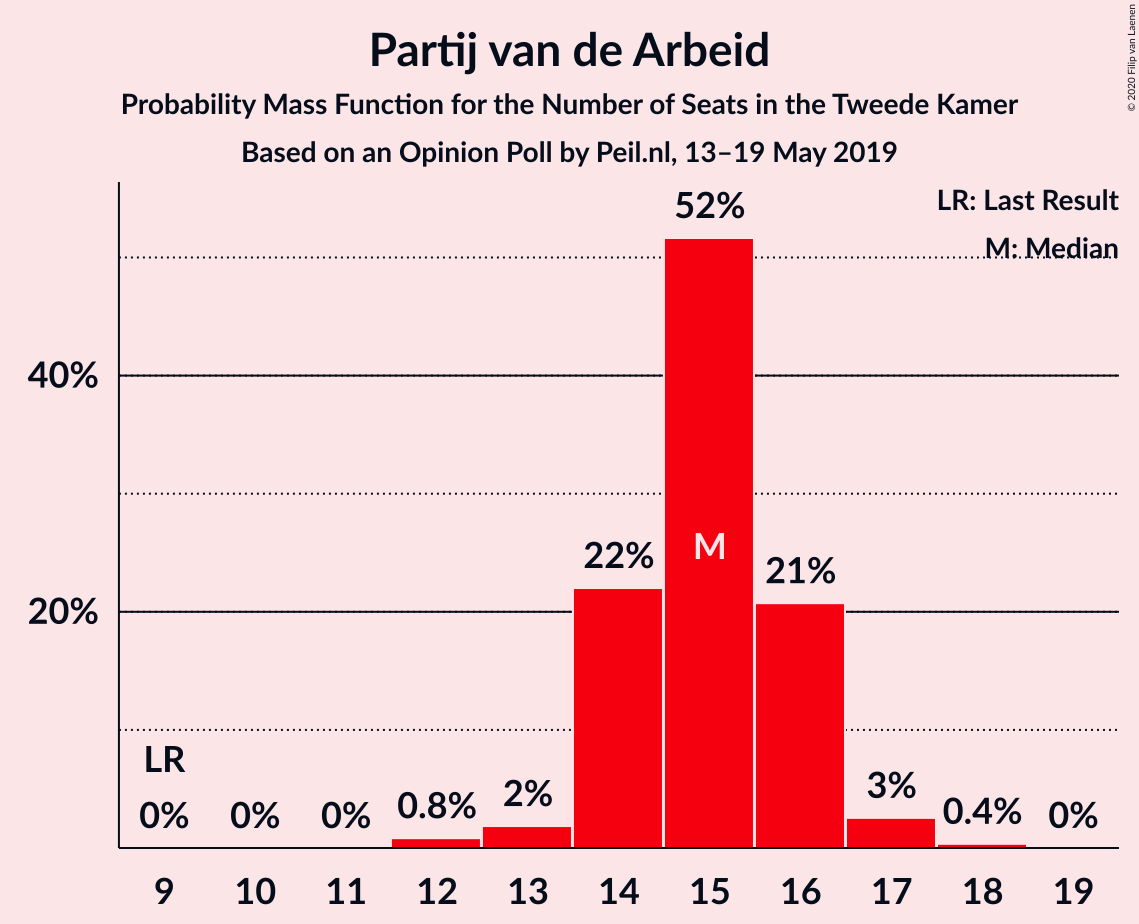 Partij van de Arbeid
Probability Mass Function for the Number of Seats in the Tweede Kamer
Based on an Opinion Poll by Peil.nl, 13–19 May 2019
© 2020 Filip van Laenen
LR: Last Result
M: Median
52%
40%
M
22%
21%
20%
LR
0%
0%
0%
0.8%
2%
3%
0.4%
0%
9 10 11 12 13 14 15 16 17 18 19